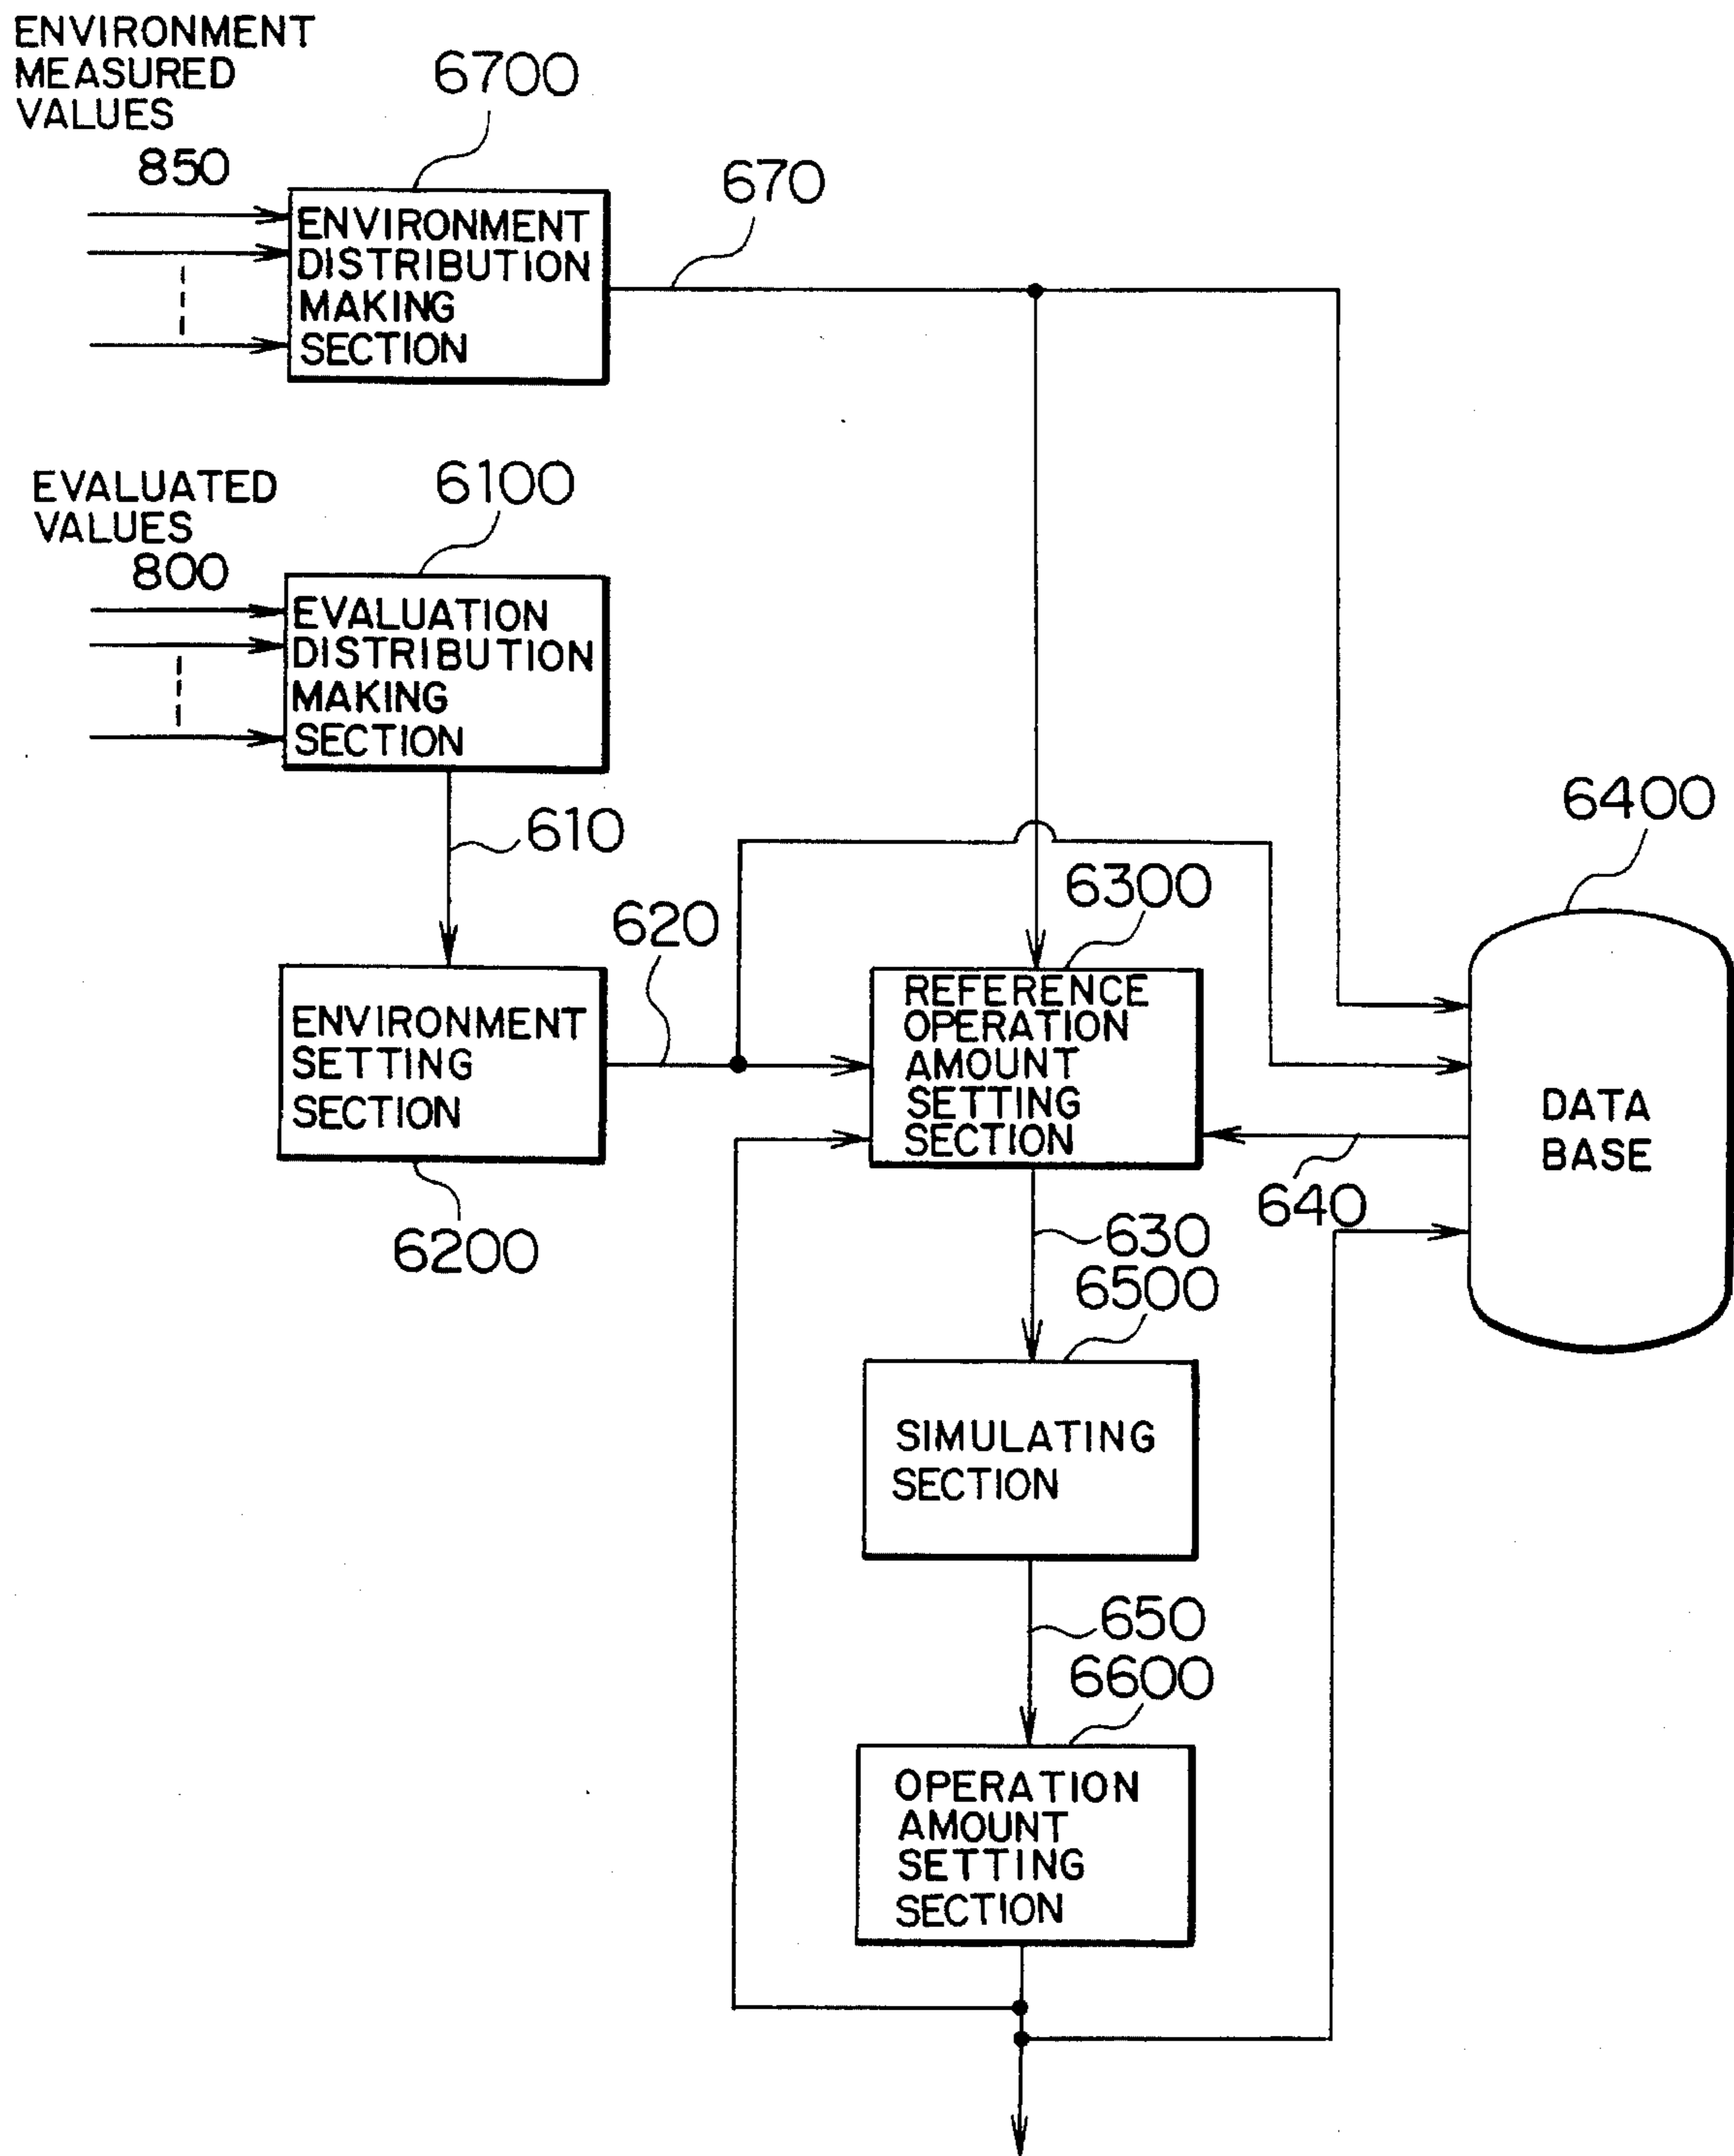 ENVIRONMENT
MEASURED
VALUES
850
6700
670
ENVIRONMENT
DISTRIBUTION
MAKING
SECTION
EVALUATED
VALUES
800
6100
EVALUATION
DISTRIBUTION
MAKING
SECTION
610
6400
6300
620
ENVIRONMENT
SETTING
SECTION
6200
REFERENCE
OPERATION
AMOUNT
SETTING
SECTION
DATA
BASE
640
630
6500
SIMULATING
SECTION
650
6600
OPERATION
AMOUNT
SETTING
SECTION